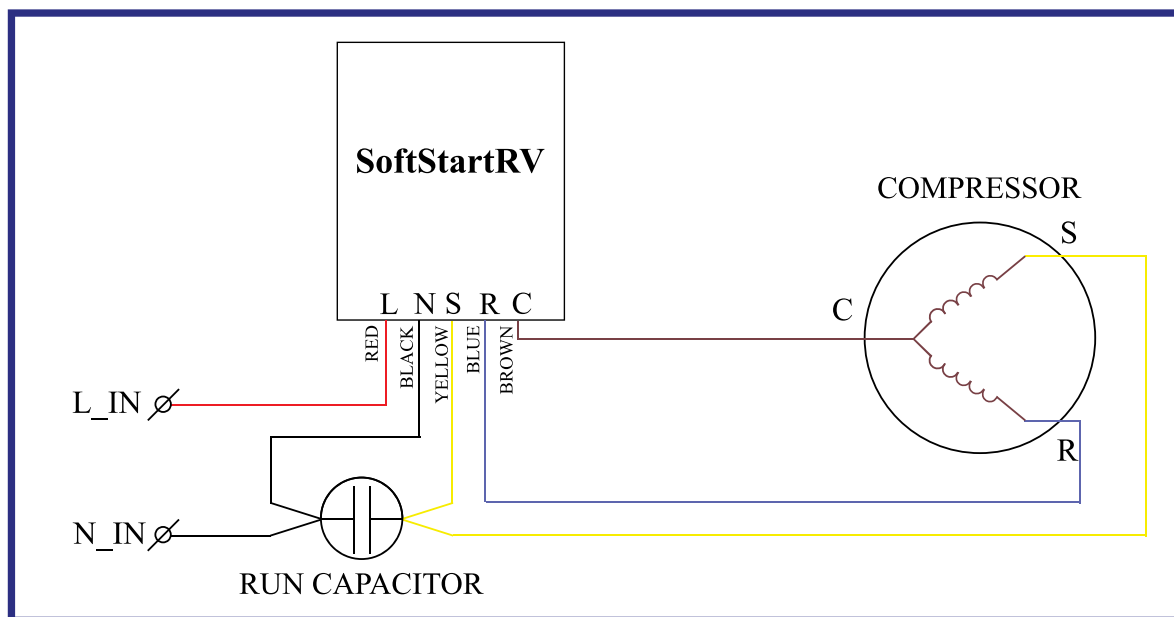 SoftStartRV
L N S R C
RED
BLACK
YELLOW
BLUE
BROWN
COMPRESSOR
S
C
R
L_IN
N_IN
RUN CAPACITOR